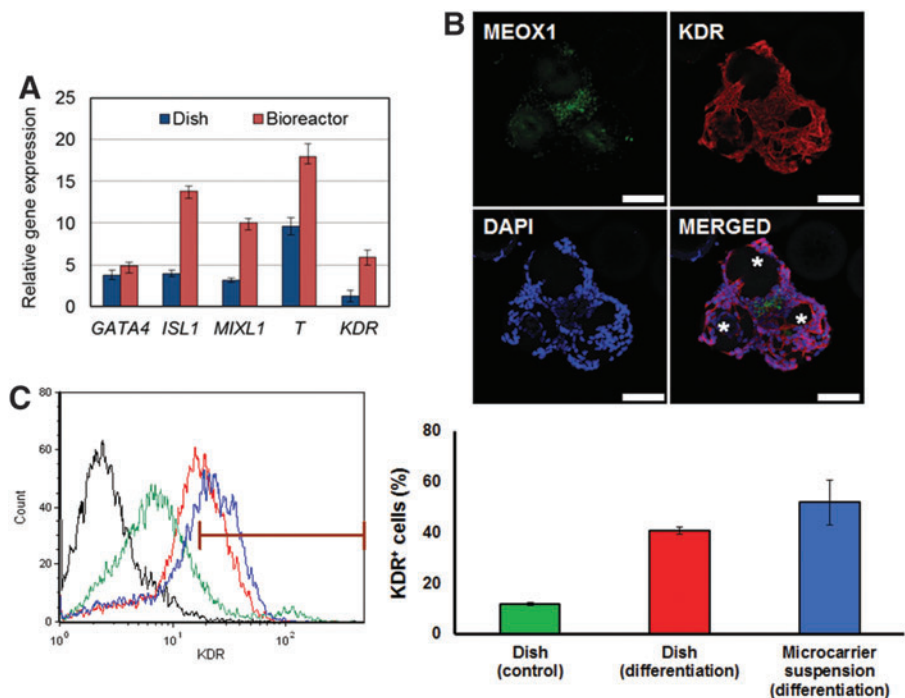 A
25
20
15
10
5
0
Relative gene expression
Dish Bioreactor
GATA4 ISL1 MIXL1 T KDR
B
MEOX1 KDR
DAPI MERGED
* * *
C
80
60
40
20
0
Count
10⁰ 10¹ 10²
KDR
80
60
40
20
0
KDR⁺ cells (%)
Dish (control)
Dish (differentiation)
Microcarrier suspension (differentiation)